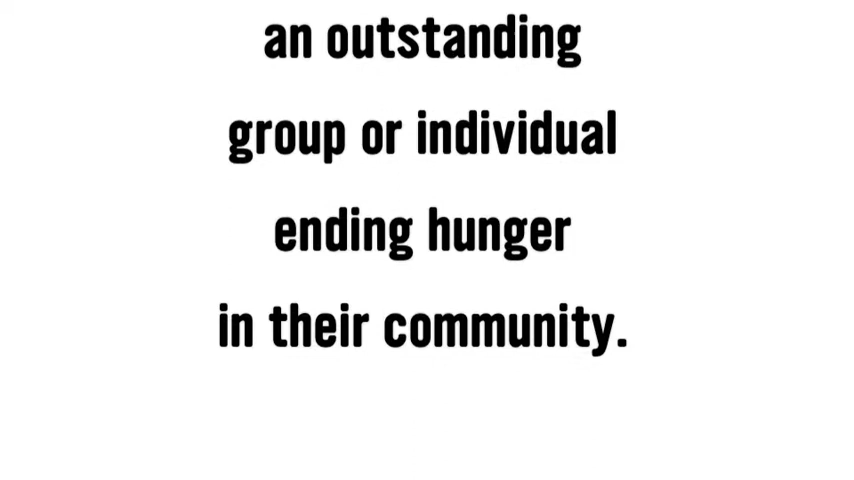 an outstanding
group or individual
ending hunger
in their community.